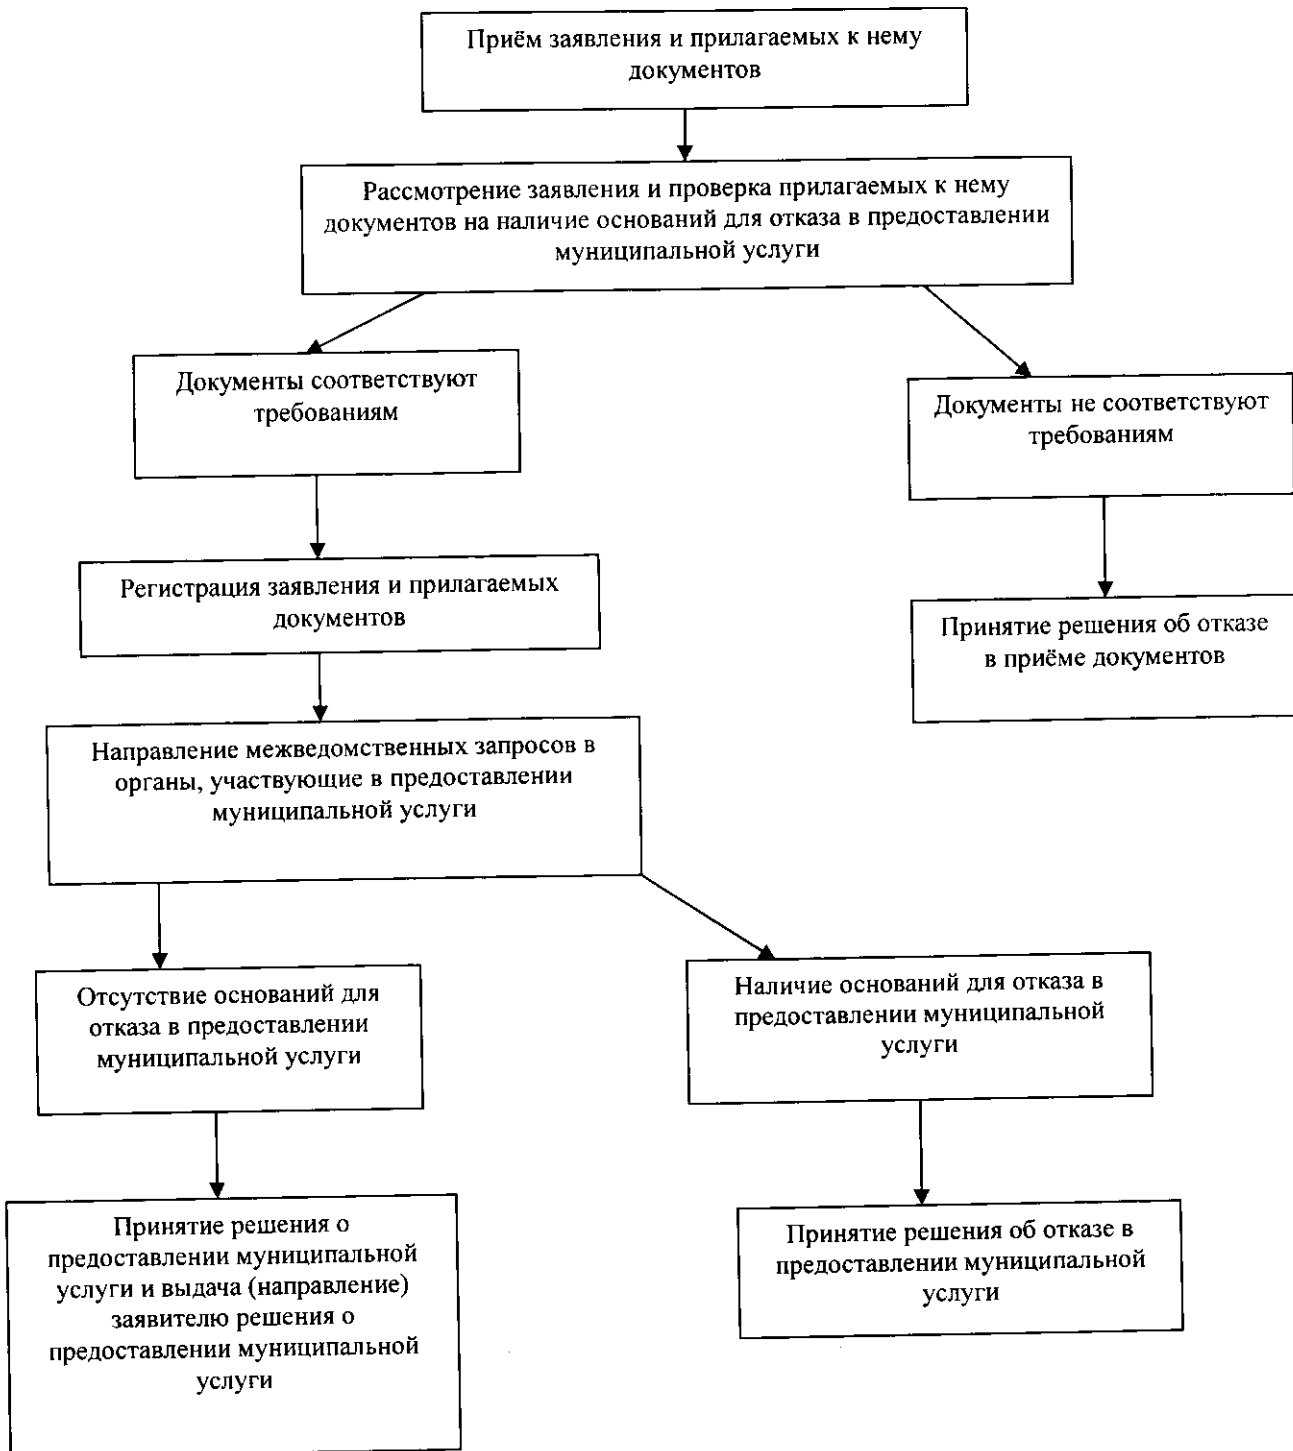 Приём заявления и прилагаемых к нему
документов
Рассмотрение заявления и проверка прилагаемых к нему
документов на наличие оснований для отказа в предоставлении
муниципальной услуги
Документы соответствуют
требованиям
Документы не соответствуют
требованиям
Регистрация заявления и прилагаемых
документов
Принятие решения об отказе
в приёме документов
Направление межведомственных запросов в
органы, участвующие в предоставлении
муниципальной услуги
Отсутствие оснований для
отказа в предоставлении
муниципальной услуги
Наличие оснований для отказа в
предоставлении муниципальной
услуги
Принятие решения о
предоставлении муниципальной
услуги и выдача (направление)
заявителю решения о
предоставлении муниципальной
услуги
Принятие решения об отказе в
предоставлении муниципальной
услуги